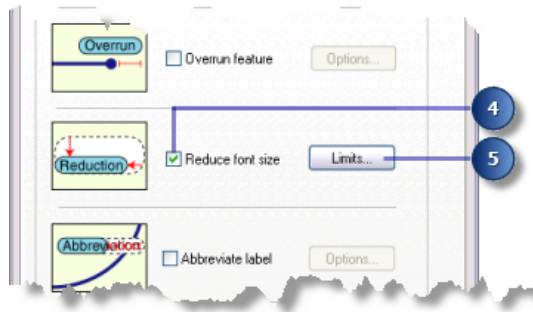 Overrun
Overrun feature
Options...
4
Reduction
Reduce font size
Limits...
5
Abbreviation
Abbreviate label
Options...